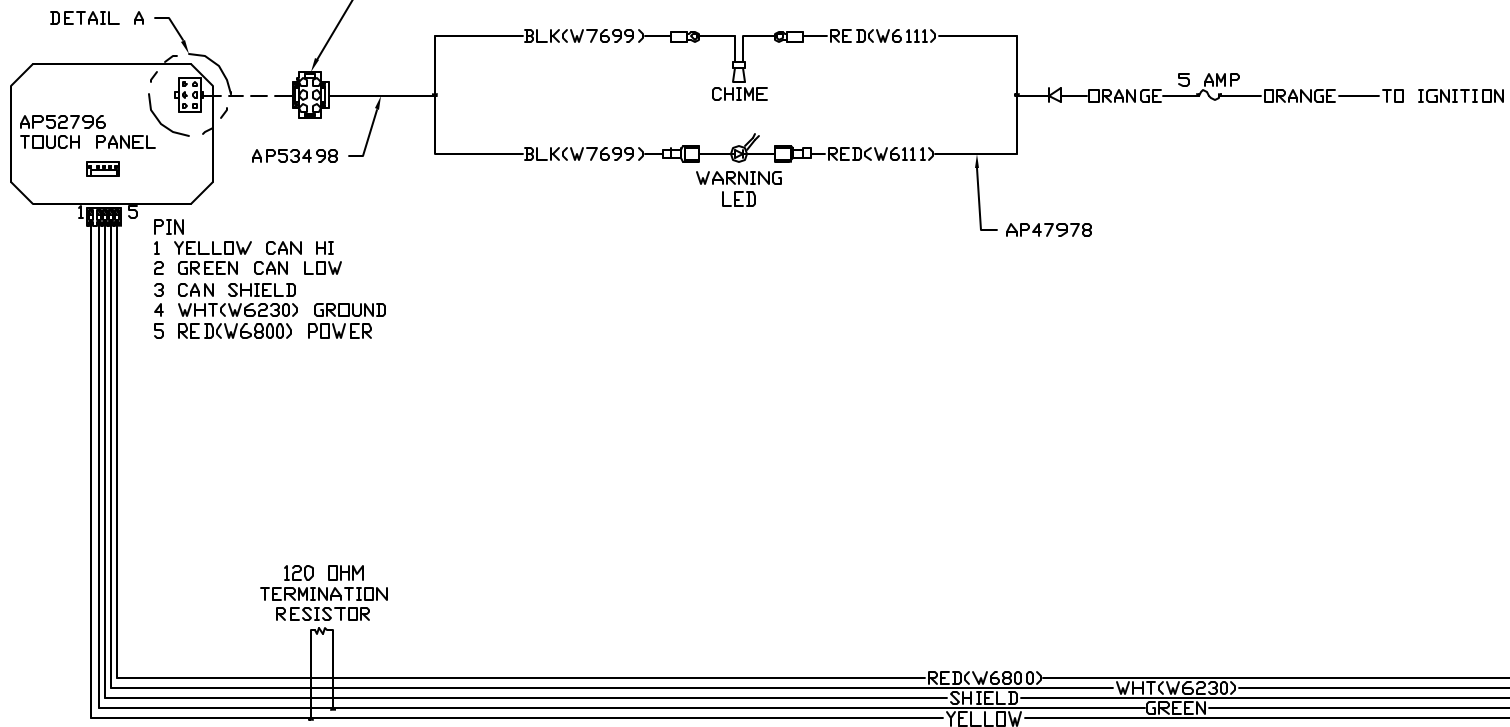 DETAIL A
BLK(W7699)
RED(W6111)
CHIME
5 AMP
ORANGE
ORANGE
TO IGNITION
AP52796
TOUCH PANEL
AP53498
BLK(W7699)
RED(W6111)
WARNING
LED
AP47978
1
5
PIN
1 YELLOW CAN HI
2 GREEN CAN LOW
3 CAN SHIELD
4 WHT(W6230) GROUND
5 RED(W6800) POWER
120 OHM
TERMINATION
RESISTOR
RED(W6800)
WHT(W6230)
SHIELD
GREEN
YELLOW